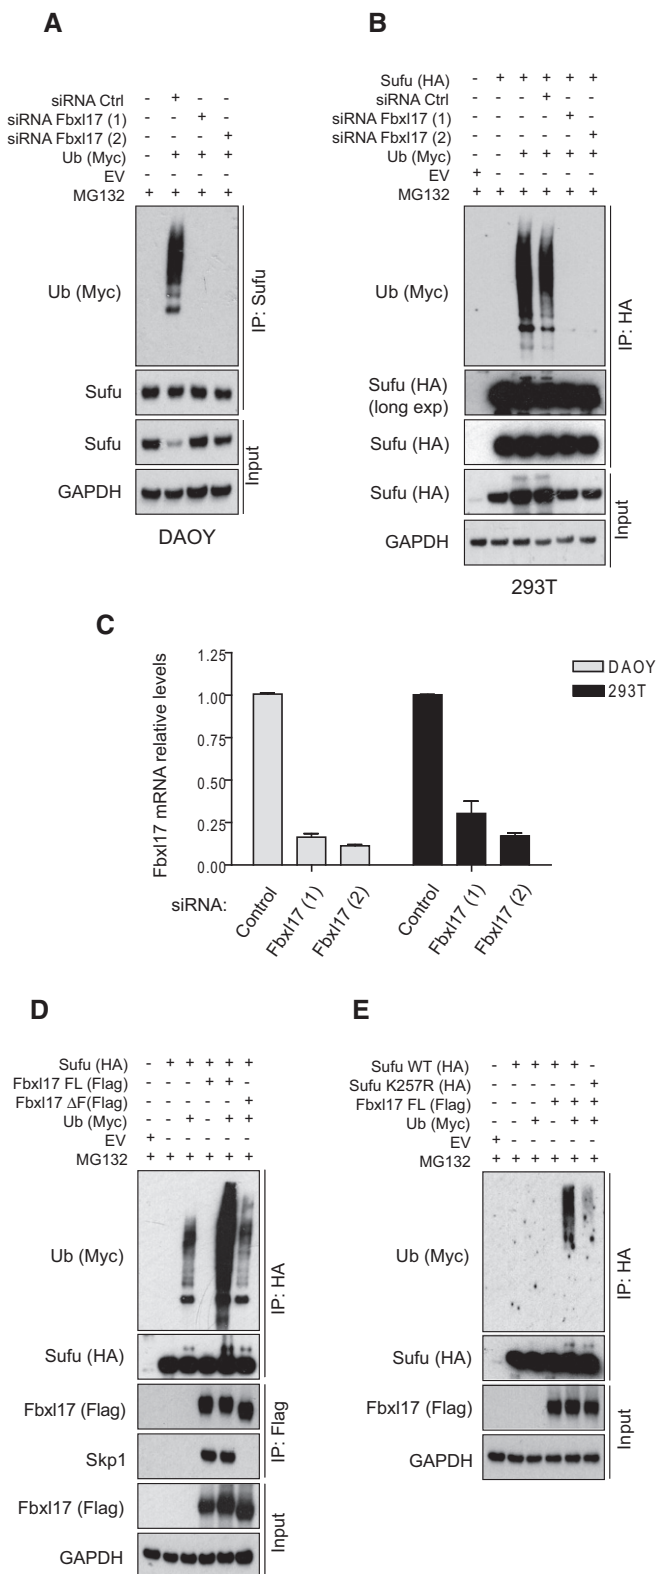 A
siRNA Ctrl - + - -
siRNA Fbxl17 (1) - - + -
siRNA Fbxl17 (2) - - - +
Ub (Myc) - + + +
EV - - - -
MG132 + + + +
Ub (Myc)
IP: Sufu
Sufu
Sufu
Input
GAPDH
DAOY
B
Sufu (HA) - + + + + +
siRNA Ctrl - - - + - -
siRNA Fbxl17 (1) - - - - + -
siRNA Fbxl17 (2) - - - - - +
Ub (Myc) - - + + + +
EV + - - - - -
MG132 + + + + + +
Ub (Myc)
IP: HA
Sufu (HA)
(long exp)
Sufu (HA)
Sufu (HA)
Input
GAPDH
293T
C
Fbxl17 mRNA relative levels
1.25
1.00
0.75
0.50
0.25
0.00
DAOY
293T
siRNA:
Control
Fbxl17 (1)
Fbxl17 (2)
Control
Fbxl17 (1)
Fbxl17 (2)
D
Sufu (HA) - + + + + +
Fbxl17 FL (Flag) - - - + + -
Fbxl17 ΔF(Flag) - - - - - +
Ub (Myc) - - + - + +
EV + - - - - -
MG132 + + + + + +
Ub (Myc)
IP: HA
Sufu (HA)
Fbxl17 (Flag)
IP: Flag
Skp1
Fbxl17 (Flag)
Input
GAPDH
E
Sufu WT (HA) - + + + + -
Sufu K257R (HA) - - - - - +
Fbxl17 FL (Flag) - - - + + +
Ub (Myc) - - + - + +
EV + - - - - -
MG132 + + + + + +
Ub (Myc)
IP: HA
Sufu (HA)
Fbxl17 (Flag)
Input
GAPDH